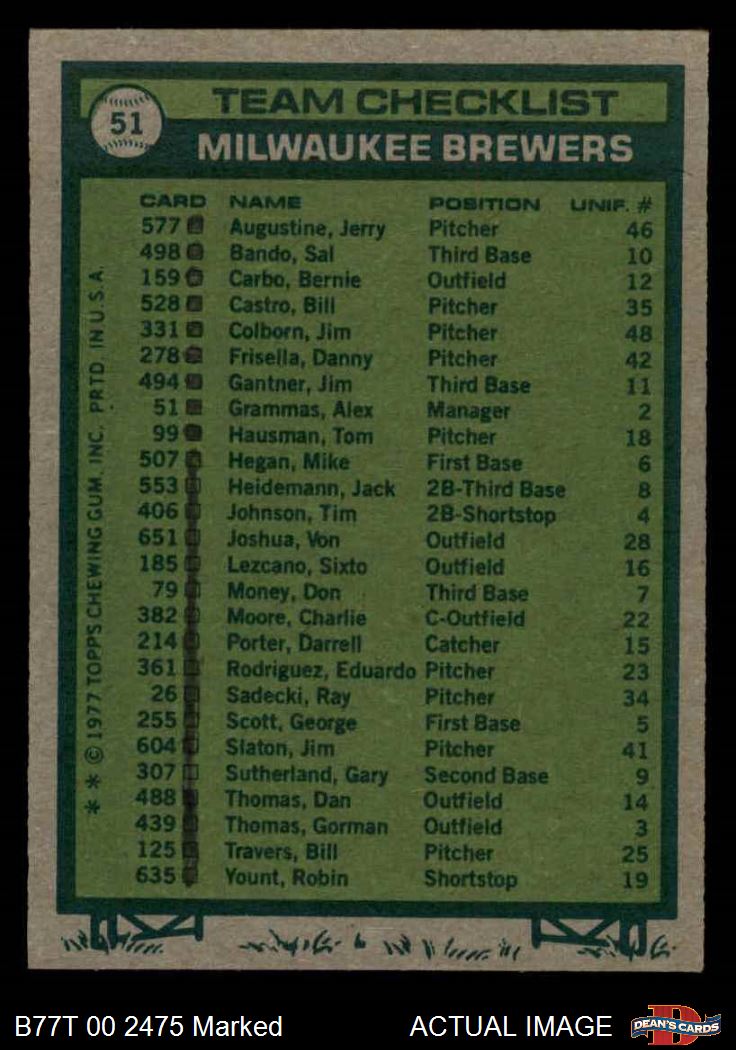 51
TEAM CHECKLIST
MILWAUKEE BREWERS
CARD NAME POSITION UNIF. #
577 Augustine, Jerry Pitcher 46
498 Bando, Sal Third Base 10
159 Carbo, Bernie Outfield 12
528 Castro, Bill Pitcher 35
331 Colborn, Jim Pitcher 48
278 Frisella, Danny Pitcher 42
494 Gantner, Jim Third Base 11
51 Grammas, Alex Manager 2
99 Hausman, Tom Pitcher 18
507 Hegan, Mike First Base 6
553 Heidemann, Jack 2B-Third Base 8
406 Johnson, Tim 2B-Shortstop 4
651 Joshua, Von Outfield 28
185 Lezcano, Sixto Outfield 16
79 Money, Don Third Base 7
382 Moore, Charlie C-Outfield 22
214 Porter, Darrell Catcher 15
361 Rodriguez, Eduardo Pitcher 23
26 Sadecki, Ray Pitcher 34
255 Scott, George First Base 5
604 Slaton, Jim Pitcher 41
307 Sutherland, Gary Second Base 9
488 Thomas, Dan Outfield 14
439 Thomas, Gorman Outfield 3
125 Travers, Bill Pitcher 25
635 Yount, Robin Shortstop 19
* * © 1977 TOPPS CHEWING GUM, INC. PRTD. IN U.S.A.
B77T 00 2475 Marked ACTUAL IMAGE
D
DEAN'S CARDS